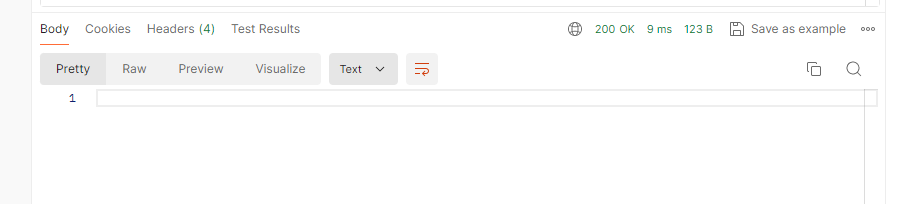 Body Cookies Headers (4) Test Results 200 OK 9 ms 123 B Save as example
Pretty Raw Preview Visualize Text
1